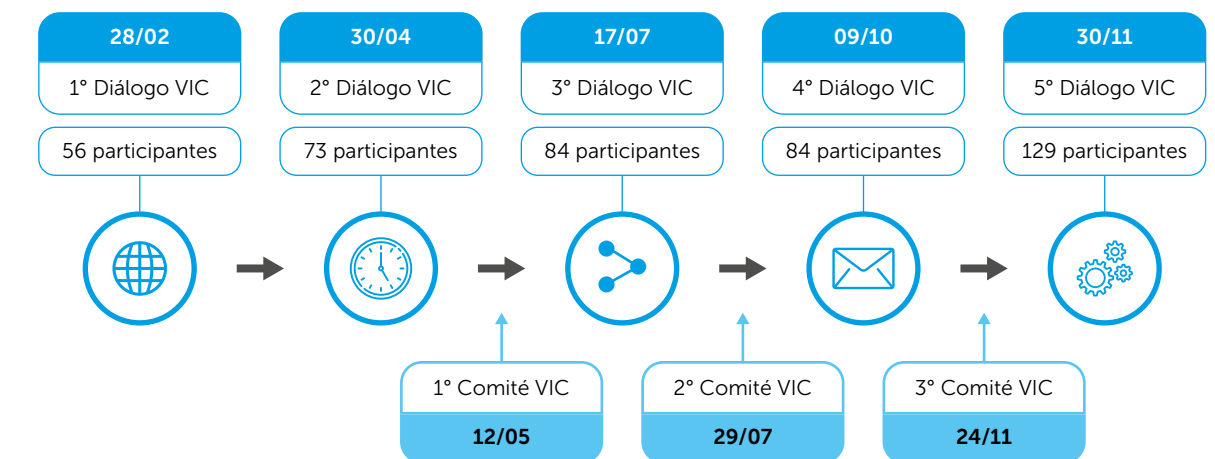 28/02
1° Diálogo VIC
56 participantes
30/04
2° Diálogo VIC
73 participantes
17/07
3° Diálogo VIC
84 participantes
09/10
4° Diálogo VIC
84 participantes
30/11
5° Diálogo VIC
129 participantes
1° Comité VIC
12/05
2° Comité VIC
29/07
3° Comité VIC
24/11